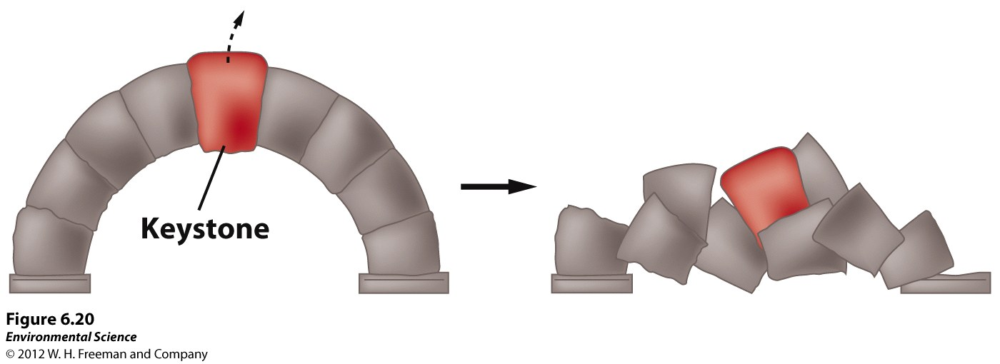 Keystone
Figure 6.20
Environmental Science
© 2012 W. H. Freeman and Company